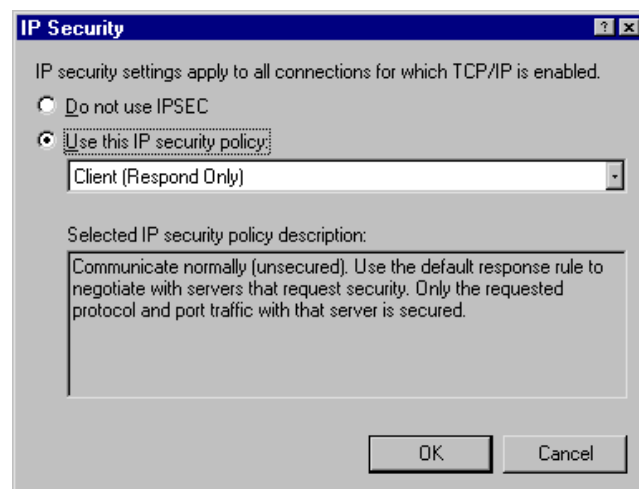 IP Security
IP security settings apply to all connections for which TCP/IP is enabled.
Do not use IPSEC
Use this IP security policy:
Client (Respond Only)
Selected IP security policy description:
Communicate normally (unsecured). Use the default response rule to
negotiate with servers that request security. Only the requested
protocol and port traffic with that server is secured.
OK
Cancel